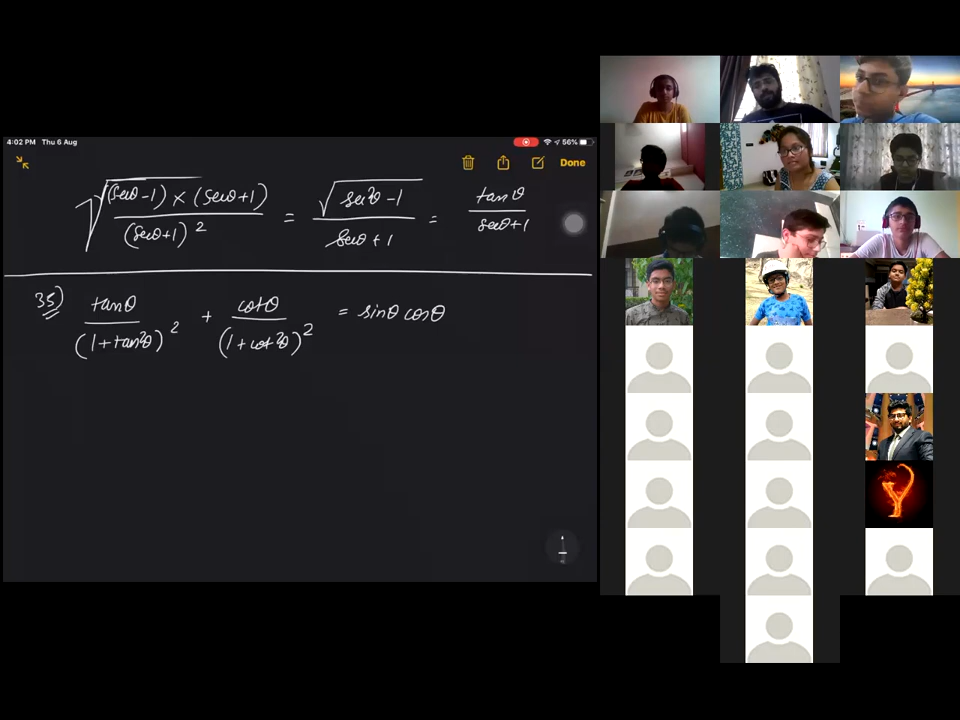 4:02 PM Thu 6 Aug 56%
Done
√((secθ-1) × (secθ+1) / (secθ+1)²) = √(sec²θ -1) / secθ + 1 = tanθ / secθ+1
35) tanθ / (1+tan²θ)² + cotθ / (1+cot²θ)² = sinθ cosθ